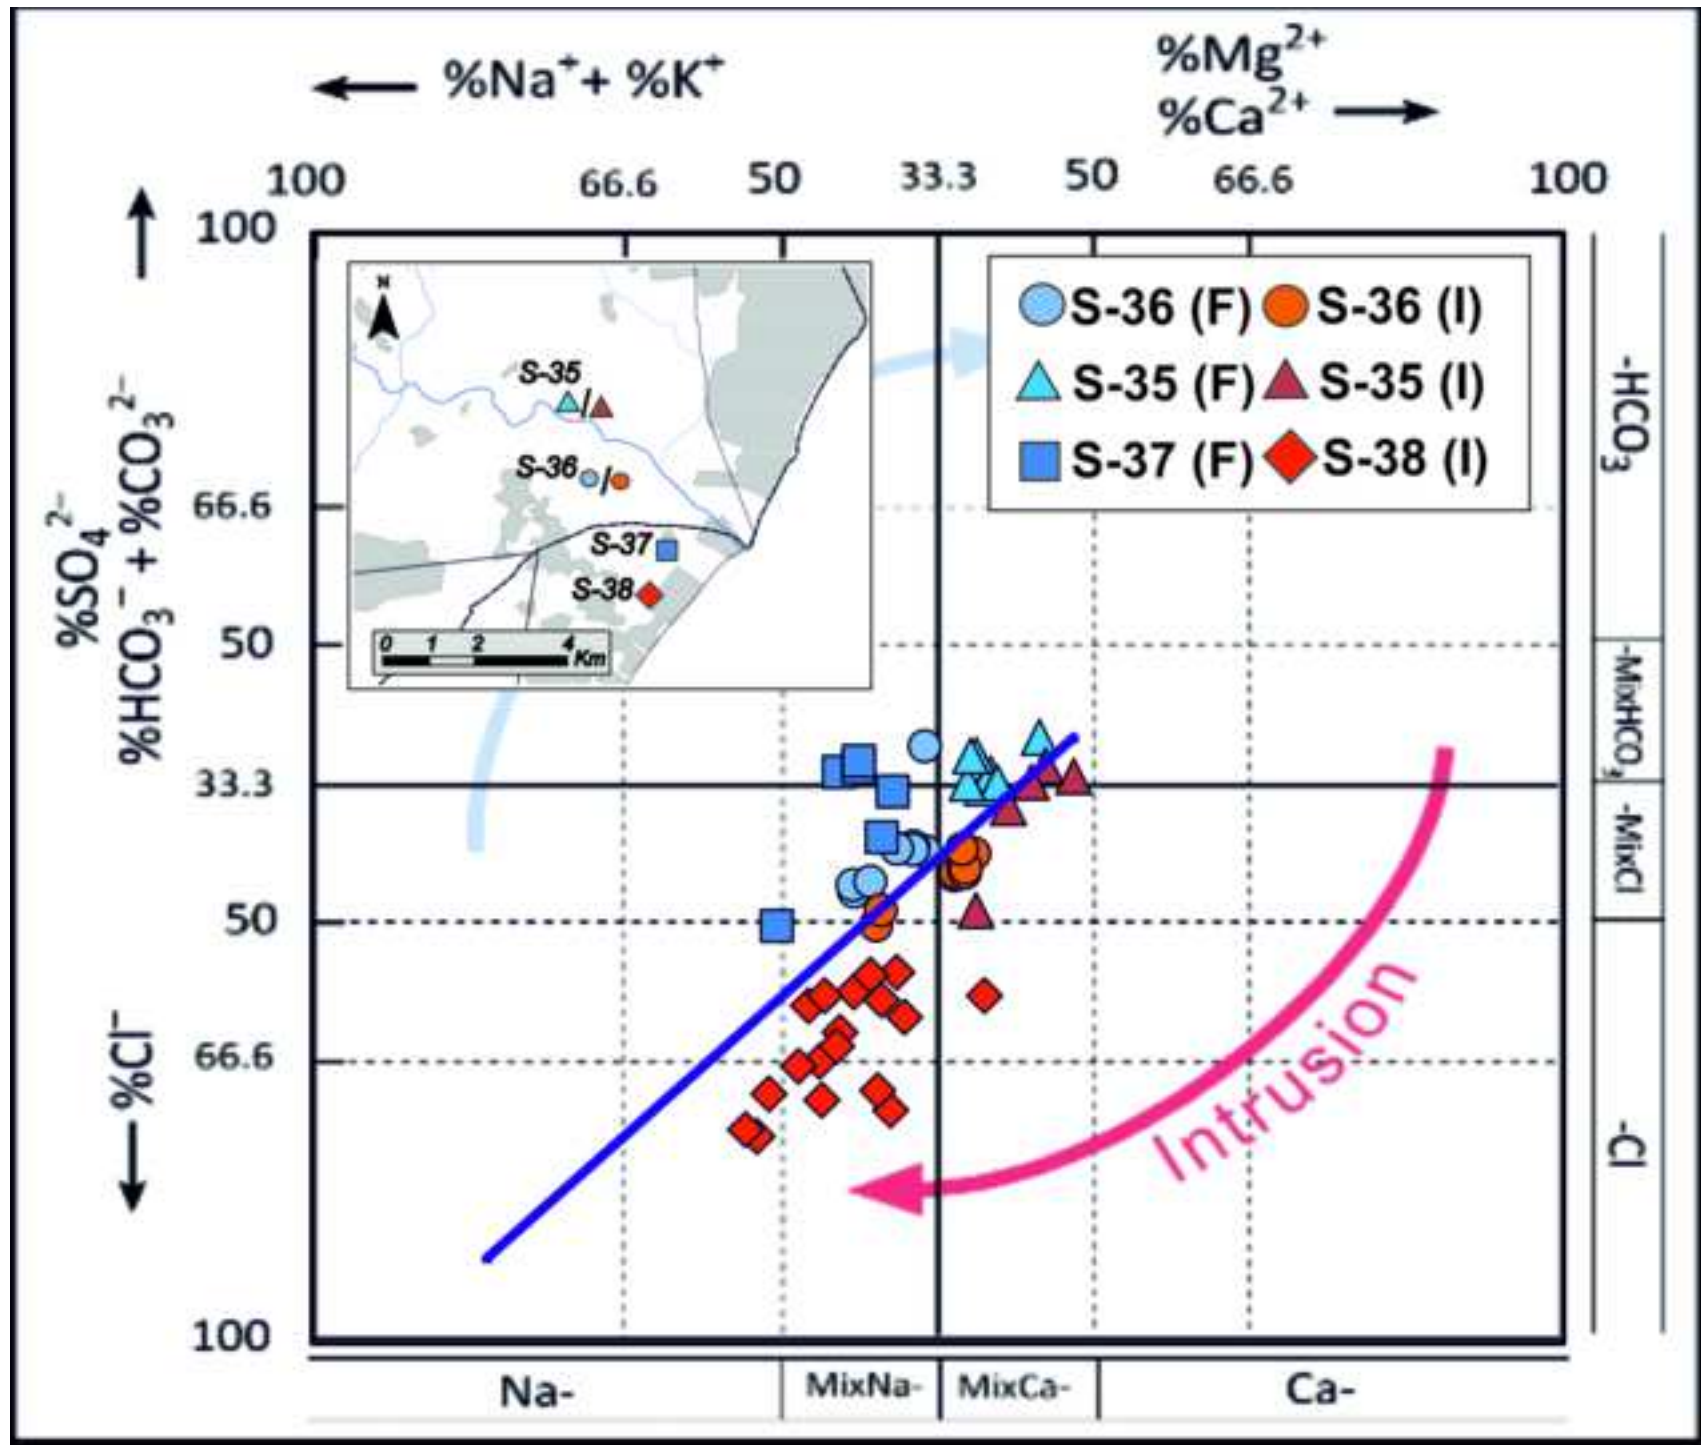 %Na⁺+ %K⁺
%Mg²⁺
%Ca²⁺
100 66.6 50 33.3 50 66.6 100
100
66.6
50
33.3
50
66.6
100
%SO₄²⁻
%HCO₃⁻ + %CO₃²⁻
%Cl⁻
N
S-35
/
S-36
/
S-37
S-38
0 1 2 4
Km
S-36 (F) S-36 (I)
S-35 (F) S-35 (I)
S-37 (F) S-38 (I)
Intrusion
-HCO₃
-MixHCO₃
-MixCl
-Cl
Na- MixNa- MixCa- Ca-